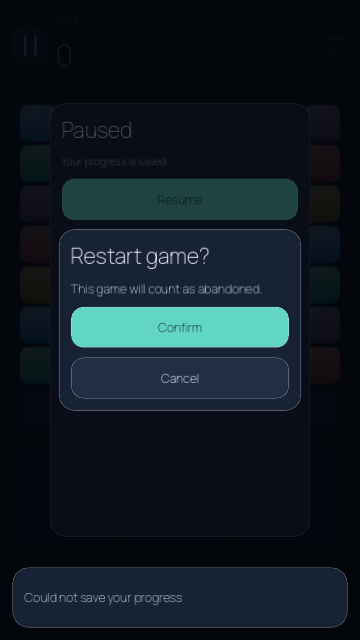 0
Paused
Your progress is saved
Resume
Restart game?
This game will count as abandoned.
Confirm
Cancel
Could not save your progress